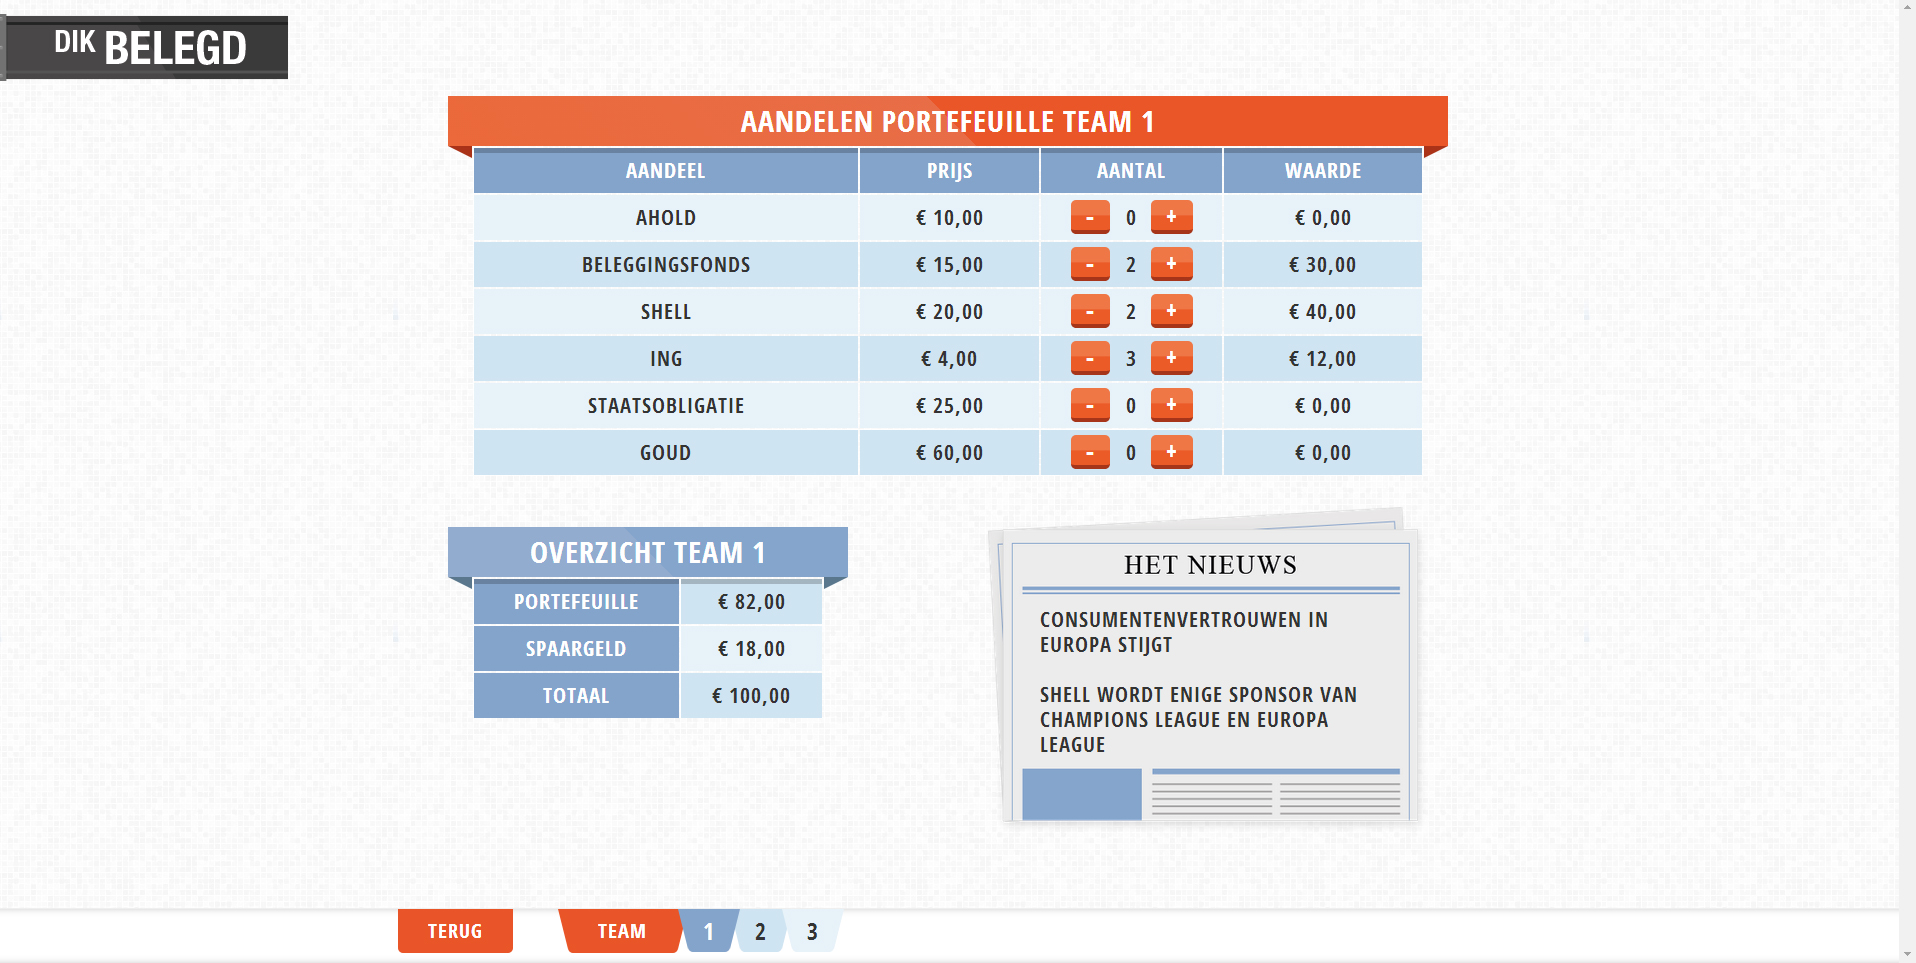 DIK BELEGD
AANDELEN PORTEFEUILLE TEAM 1
AANDEEL PRIJS AANTAL WAARDE
AHOLD € 10,00 - 0 + € 0,00
BELEGGINGSFONDS € 15,00 - 2 + € 30,00
SHELL € 20,00 - 2 + € 40,00
ING € 4,00 - 3 + € 12,00
STAATSOBLIGATIE € 25,00 - 0 + € 0,00
GOUD € 60,00 - 0 + € 0,00
OVERZICHT TEAM 1
PORTEFEUILLE € 82,00
SPAARGELD € 18,00
TOTAAL € 100,00
HET NIEUWS
CONSUMENTENVERTROUWEN IN
EUROPA STIJGT
SHELL WORDT ENIGE SPONSOR VAN
CHAMPIONS LEAGUE EN EUROPA
LEAGUE
TERUG TEAM 1 2 3